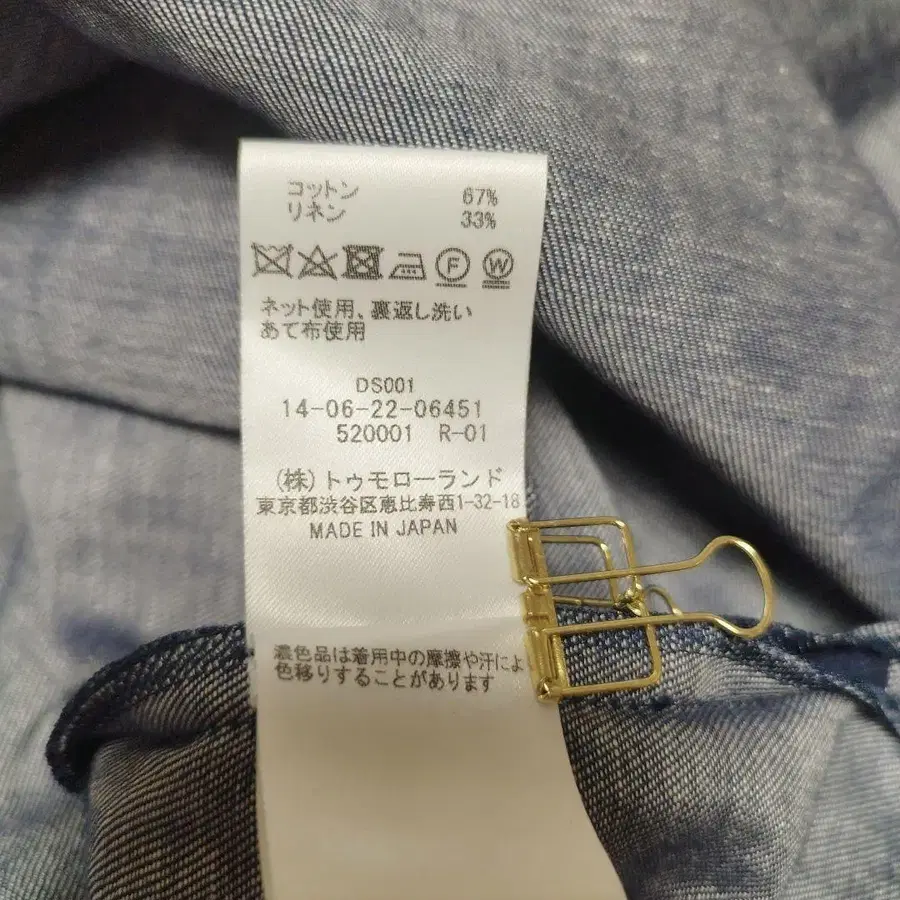 コットン 67%
リネン 33%
F W
ネット使用、裏返し洗い
あて布使用
DS001
14-06-22-06451
520001 R-01
(株)トゥモローランド
東京都渋谷区恵比寿西1-32-18
MADE IN JAPAN
濃色品は着用中の摩擦や汗によ
色移りすることがあります